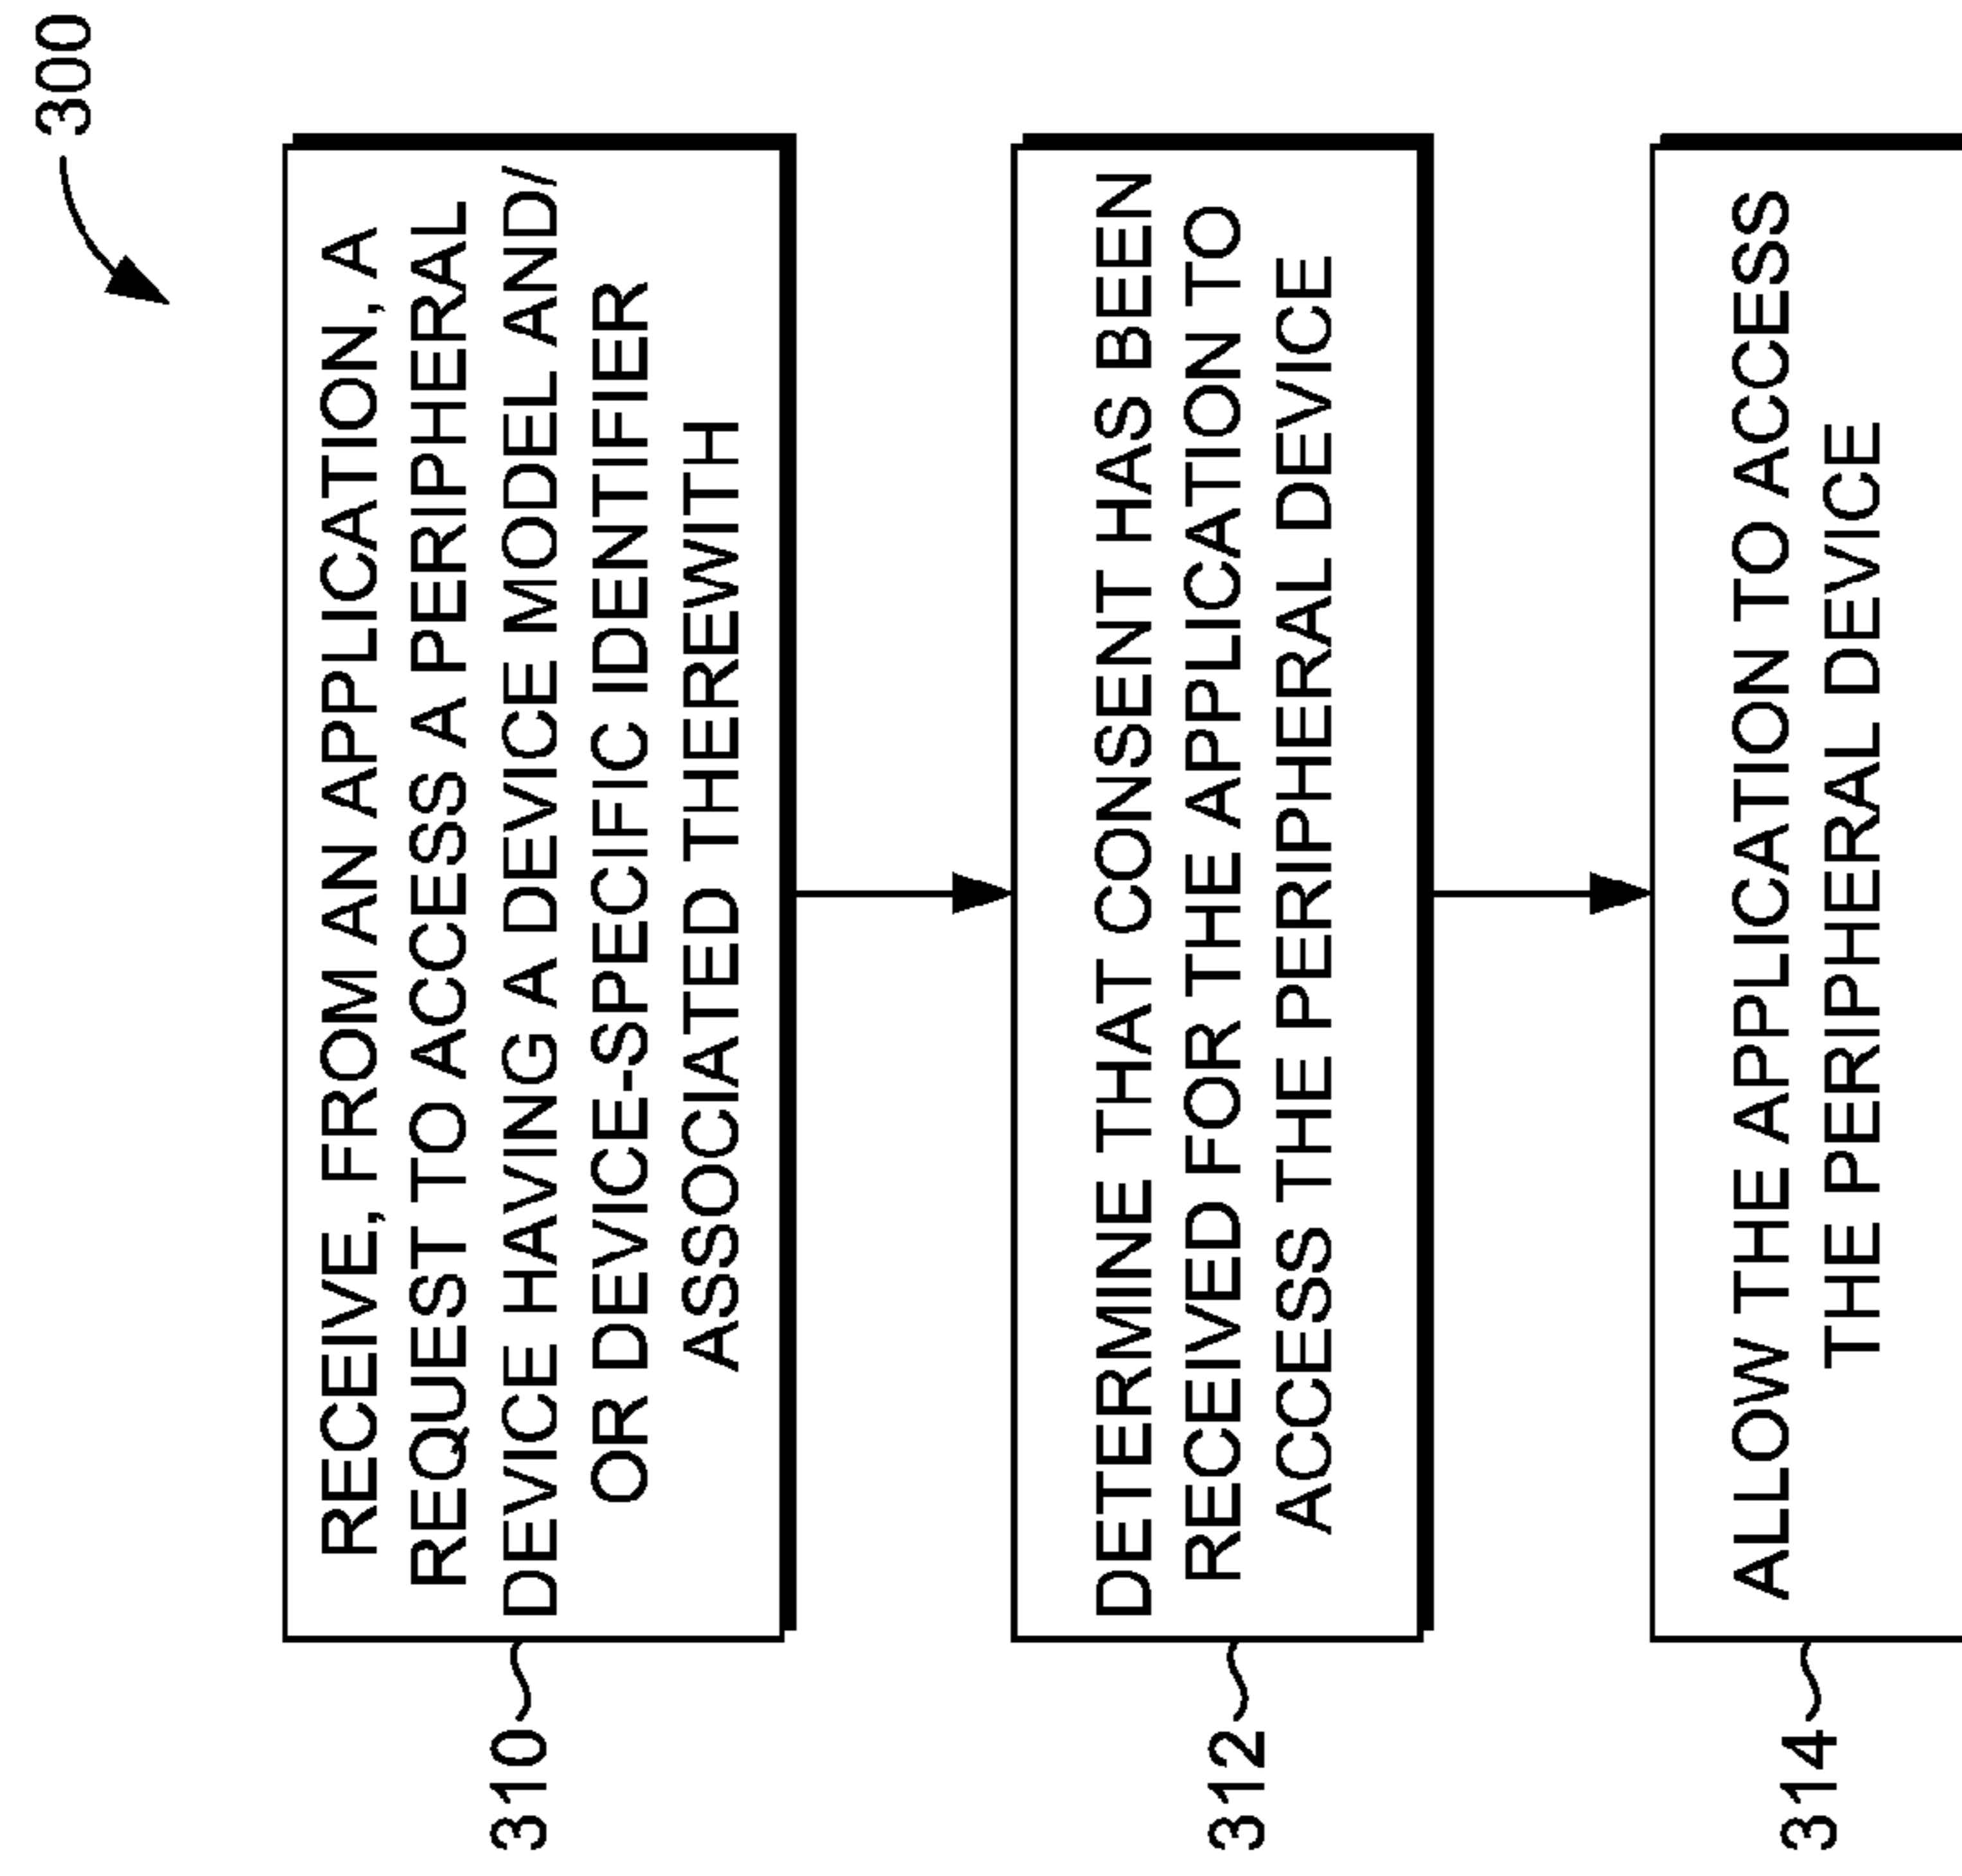 300
RECEIVE, FROM AN APPLICATION, A
REQUEST TO ACCESS A PERIPHERAL
DEVICE HAVING A DEVICE MODEL AND/
OR DEVICE-SPECIFIC IDENTIFIER
ASSOCIATED THEREWITH
310
DETERMINE THAT CONSENT HAS BEEN
RECEIVED FOR THE APPLICATION TO
ACCESS THE PERIPHERAL DEVICE
312
ALLOW THE APPLICATION TO ACCESS
THE PERIPHERAL DEVICE
314